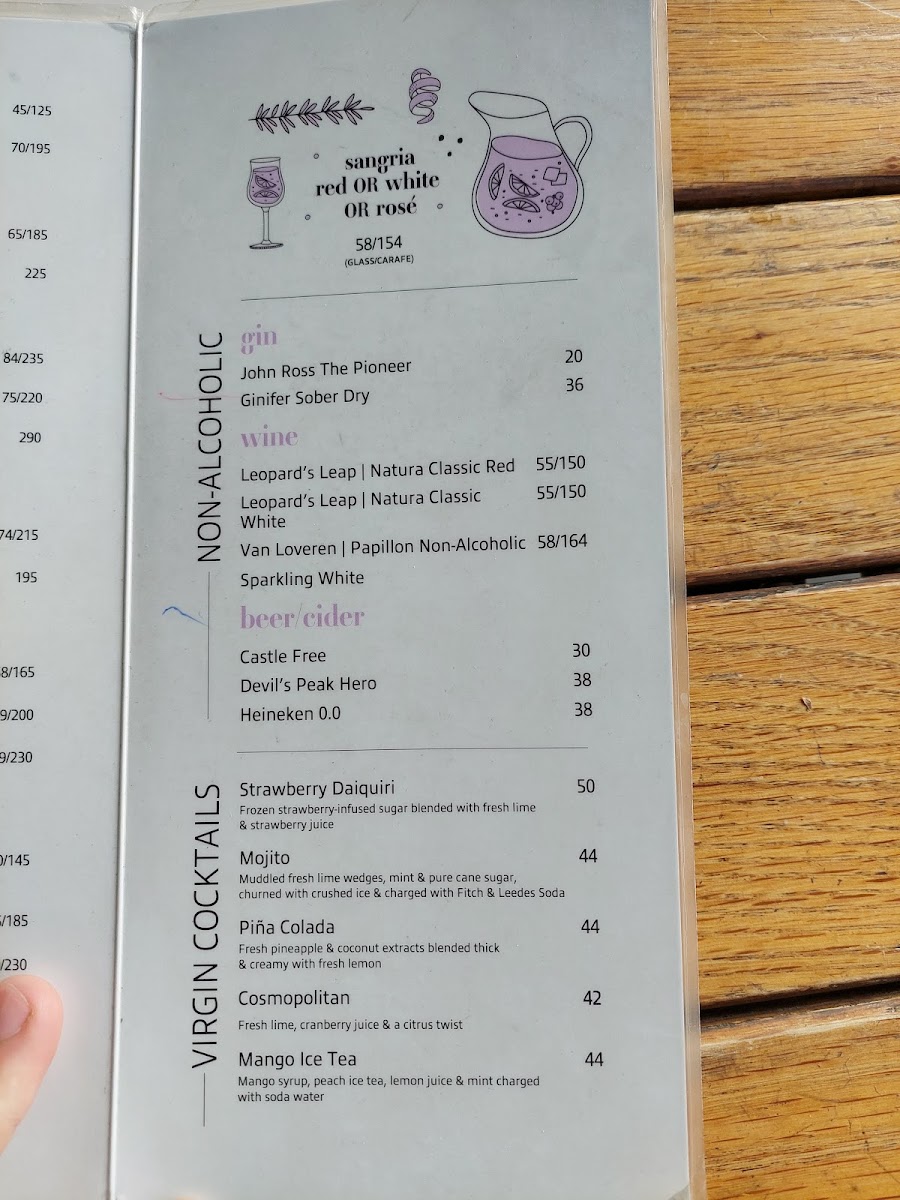 45/125
70/195
65/185
225
84/235
75/220
290
74/215
195
0/145
/230
sangria
red OR white
OR rosé
58/154
(GLASS/CARAFE)
NON-ALCOHOLIC
gin
John Ross The Pioneer 20
Ginifer Sober Dry 36
wine
Leopard's Leap | Natura Classic Red 55/150
Leopard's Leap | Natura Classic 55/150
White
Van Loveren | Papillon Non-Alcoholic 58/164
Sparkling White
beer/cider
Castle Free 30
Devil's Peak Hero 38
Heineken 0.0 38
VIRGIN COCKTAILS
Strawberry Daiquiri 50
Frozen strawberry-infused sugar blended with fresh lime
& strawberry juice
Mojito 44
Muddled fresh lime wedges, mint & pure cane sugar,
churned with crushed ice & charged with Fitch & Leedes Soda
Piña Colada 44
Fresh pineapple & coconut extracts blended thick
& creamy with fresh lemon
Cosmopolitan 42
Fresh lime, cranberry juice & a citrus twist
Mango Ice Tea 44
Mango syrup, peach ice tea, lemon juice & mint charged
with soda water